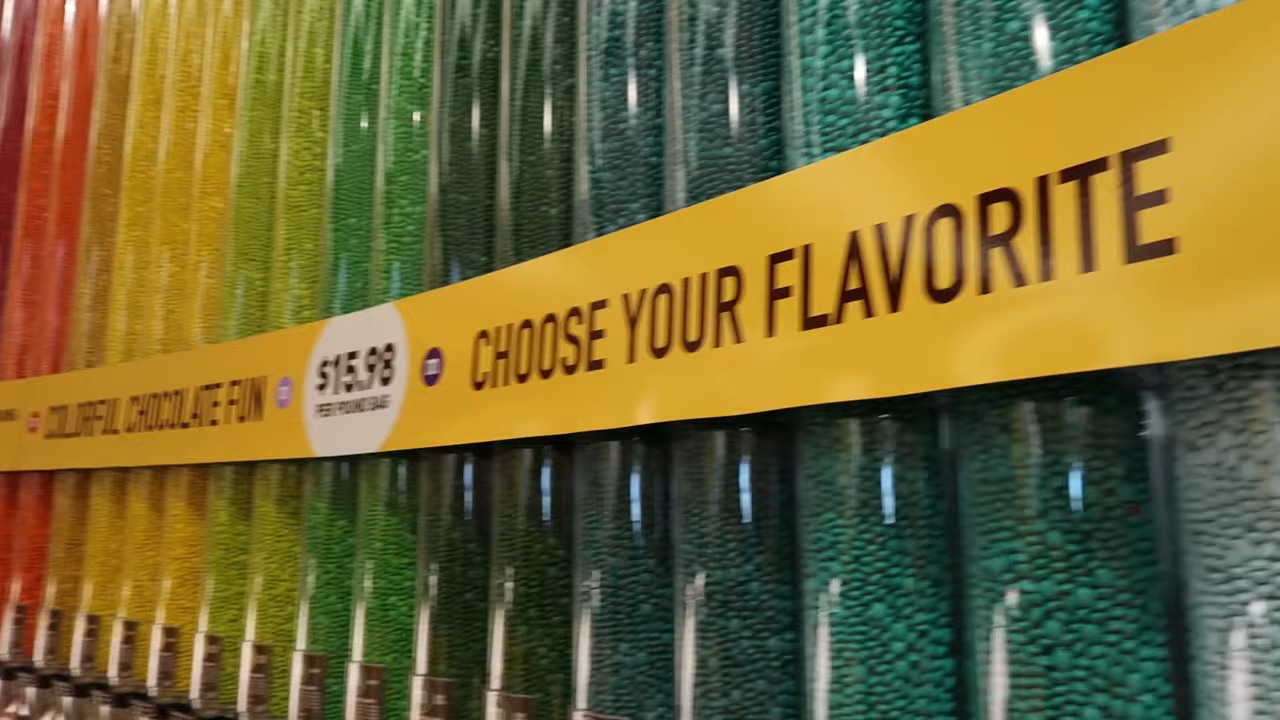 COLORFUL CHOCOLATE FUN
$15.98
PER POUND BAG
CHOOSE YOUR FLAVORITE